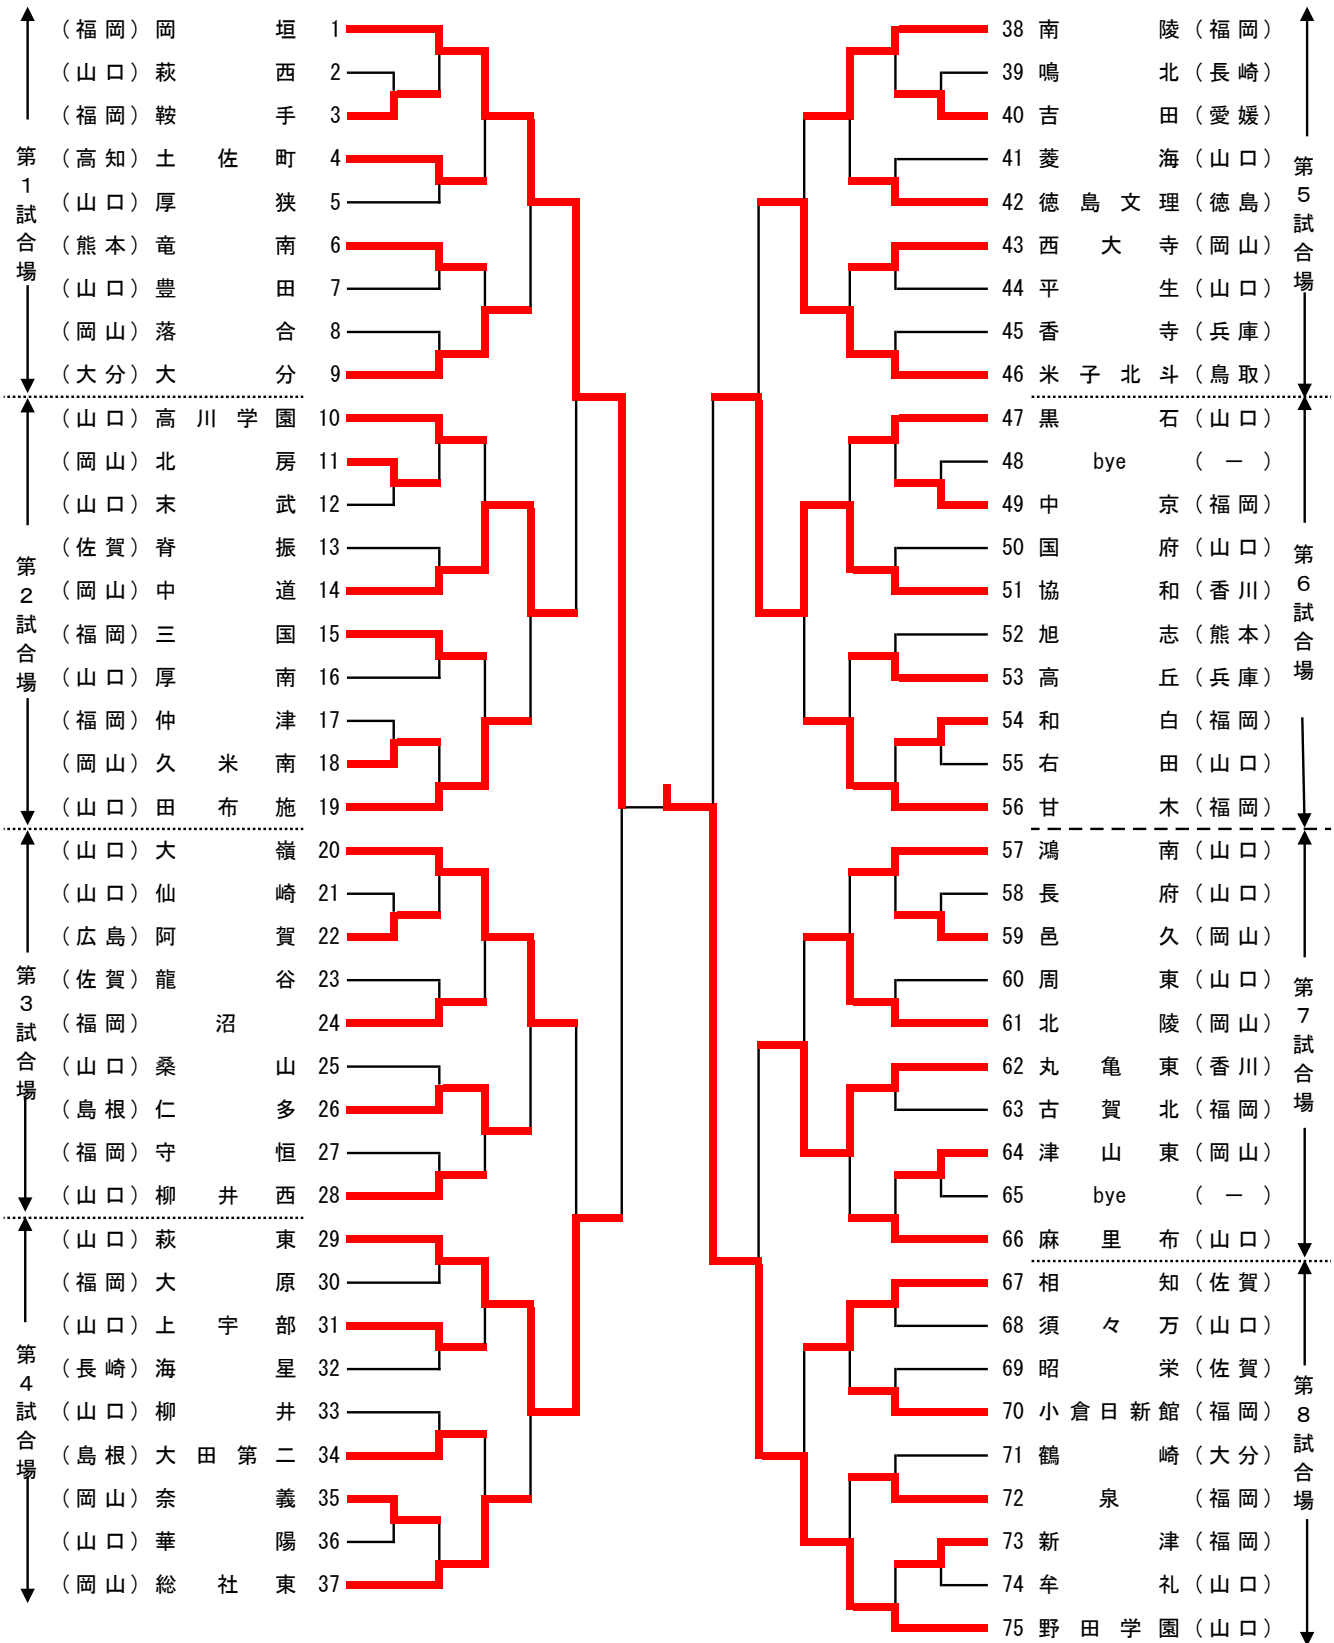 第1試合場
(福岡) 岡垣 1
(山口) 萩西 2
(福岡) 鞍手 3
(高知) 土佐町 4
(山口) 厚狭 5
(熊本) 竜南 6
(山口) 豊田 7
(岡山) 落合 8
(大分) 大分 9
第2試合場
(山口) 高川学園 10
(岡山) 北房 11
(山口) 末武 12
(佐賀) 脊振 13
(岡山) 中道 14
(福岡) 三国 15
(山口) 厚南 16
(福岡) 仲津 17
(岡山) 久米南 18
(山口) 田布施 19
第3試合場
(山口) 大嶺 20
(山口) 仙崎 21
(広島) 阿賀 22
(佐賀) 龍谷 23
(福岡) 沼 24
(山口) 桑山 25
(島根) 仁多 26
(福岡) 守恒 27
(山口) 柳井西 28
第4試合場
(山口) 萩東 29
(福岡) 大原 30
(山口) 上宇部 31
(長崎) 海星 32
(山口) 柳井 33
(島根) 大田第二 34
(岡山) 奈義 35
(山口) 華陽 36
(岡山) 総社東 37
第5試合場
38 南陵 (福岡)
39 鳴北 (長崎)
40 吉田 (愛媛)
41 菱海 (山口)
42 徳島文理 (徳島)
43 西大寺 (岡山)
44 平生 (山口)
45 香寺 (兵庫)
46 米子北斗 (鳥取)
第6試合場
47 黒石 (山口)
48 bye (ー)
49 中京 (福岡)
50 国府 (山口)
51 協和 (香川)
52 旭志 (熊本)
53 高丘 (兵庫)
54 和白 (福岡)
55 右田 (山口)
56 甘木 (福岡)
第7試合場
57 鴻南 (山口)
58 長府 (山口)
59 邑久 (岡山)
60 周東 (山口)
61 北陵 (岡山)
62 丸亀東 (香川)
63 古賀北 (福岡)
64 津山東 (岡山)
65 bye (ー)
66 麻里布 (山口)
第8試合場
67 相知 (佐賀)
68 須々万 (山口)
69 昭栄 (佐賀)
70 小倉日新館 (福岡)
71 鶴崎 (大分)
72 泉 (福岡)
73 新津 (福岡)
74 牟礼 (山口)
75 野田学園 (山口)